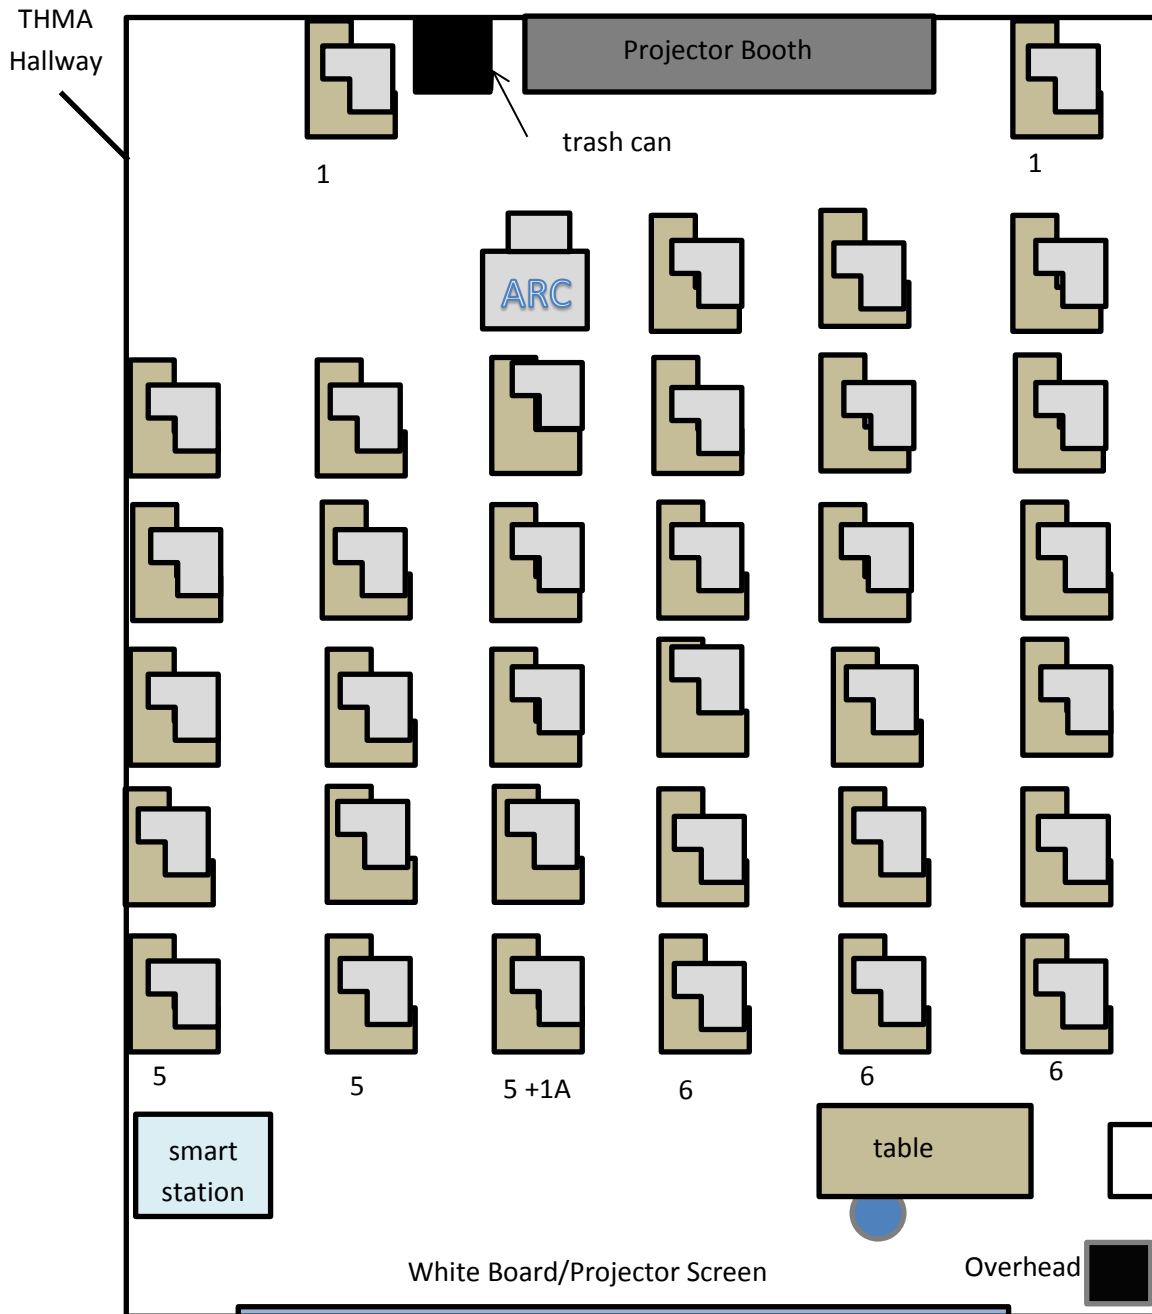 THMA
Hallway
Projector Booth
trash can
1
1
ARC
5
5
5 +1A
6
6
6
smart
station
table
White Board/Projector Screen
Overhead